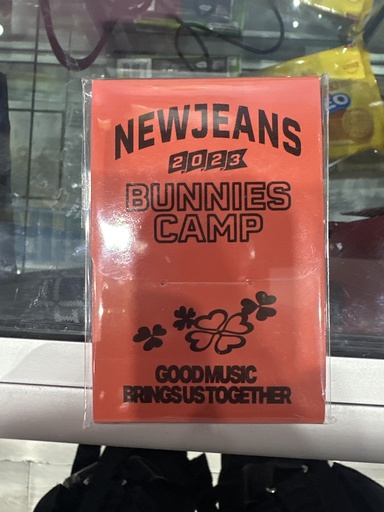 NEWJEANS
2023
BUNNIES
CAMP
GOOD MUSIC
BRINGS US TOGETHER